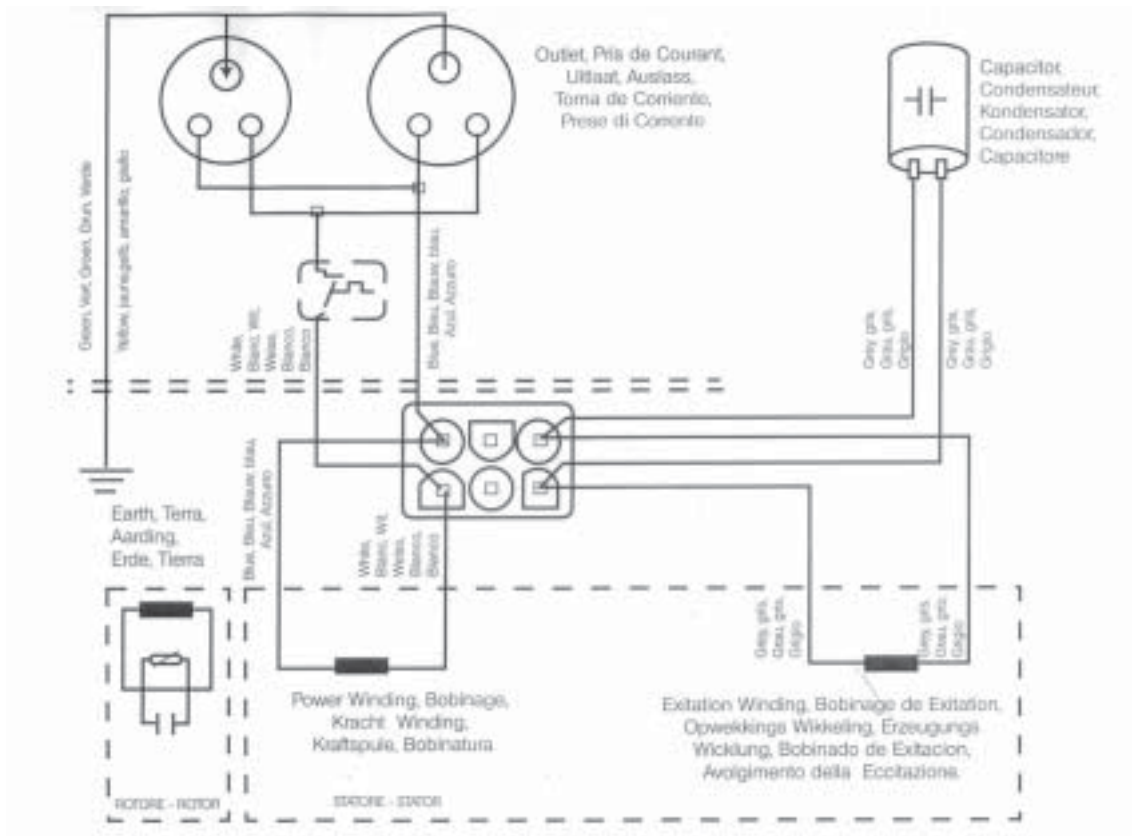 Outlet, Pris de Courant,
Uitlaat, Auslass,
Toma de Corriente,
Prese di Corrente
Capacitor,
Condensateur,
Kondensator,
Condensador,
Capacitore
Green, Vert, Groen, Grun, Verde
Yellow, jaune, gelb, amarillo, giallo
White,
Blanc, Wit,
Weiss,
Blanco,
Bianco
Blue, Bleu, Blauw, blau,
Azul, Azzurro
Grey, gris,
Grau, gris,
Grigio
Grey, gris,
Grau, gris,
Grigio
Earth, Terra,
Aarding,
Erde, Tierra
Blue, Bleu, Blauw, blau,
Azul, Azzurro
White,
Blanc, Wit,
Weiss,
Blanco,
Bianco
Grey, gris,
Grau, gris,
Grigio
Grey, gris,
Grau, gris,
Grigio
Power Winding, Bobinage,
Kracht Winding,
Kraftspule, Bobinatura
Exitation Winding, Bobinage de Exitation,
Opwekkings Wikkeling, Erzeugungs
Wicklung, Bobinado de Exitacion,
Avolgimento della Eccitazione.
ROTORE - ROTOR
STATORE - STATOR